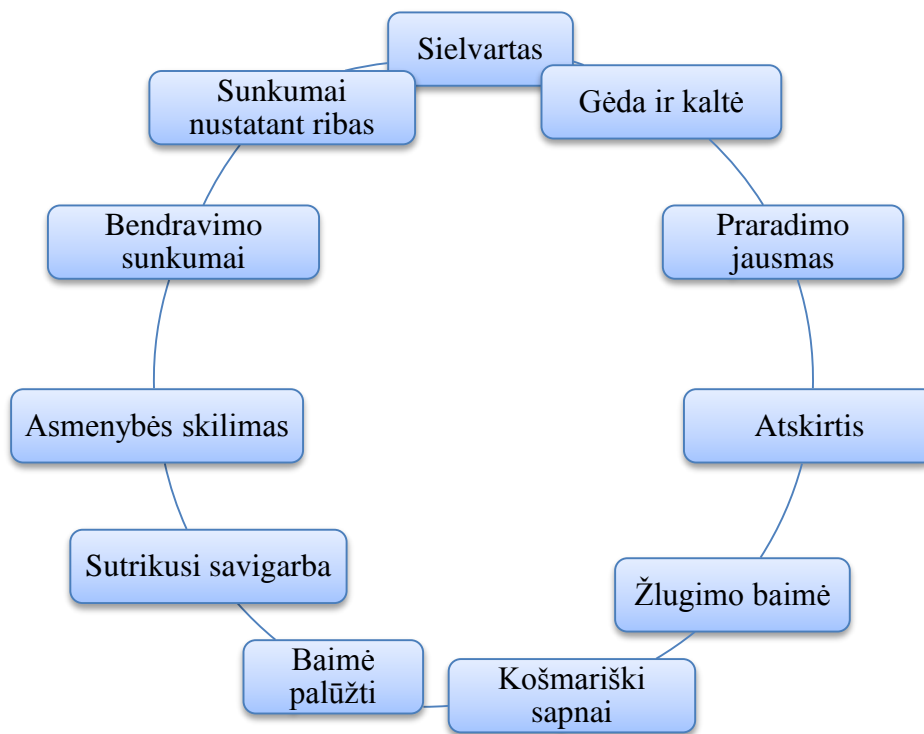 Sielvartas
Gėda ir kaltė
Praradimo
jausmas
Atskirtis
Žlugimo baimė
Košmariški
sapnai
Baimė
palūžti
Sutrikusi savigarba
Asmenybės skilimas
Bendravimo
sunkumai
Sunkumai
nustatant ribas